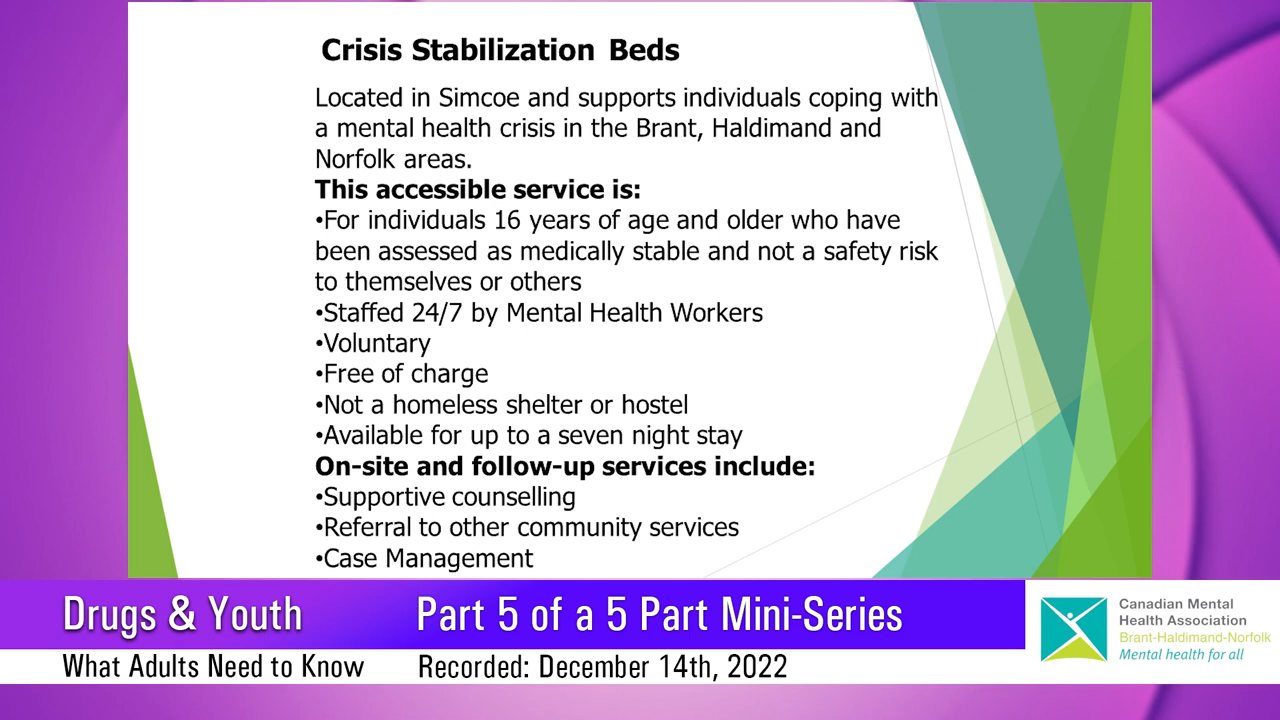 Crisis Stabilization Beds
Located in Simcoe and supports individuals coping with
a mental health crisis in the Brant, Haldimand and
Norfolk areas.
This accessible service is:
•For individuals 16 years of age and older who have
been assessed as medically stable and not a safety risk
to themselves or others
•Staffed 24/7 by Mental Health Workers
•Voluntary
•Free of charge
•Not a homeless shelter or hostel
•Available for up to a seven night stay
On-site and follow-up services include:
•Supportive counselling
•Referral to other community services
•Case Management
Drugs & Youth
Part 5 of a 5 Part Mini-Series
What Adults Need to Know
Recorded: December 14th, 2022
Canadian Mental
Health Association
Brant-Haldimand-Norfolk
Mental health for all